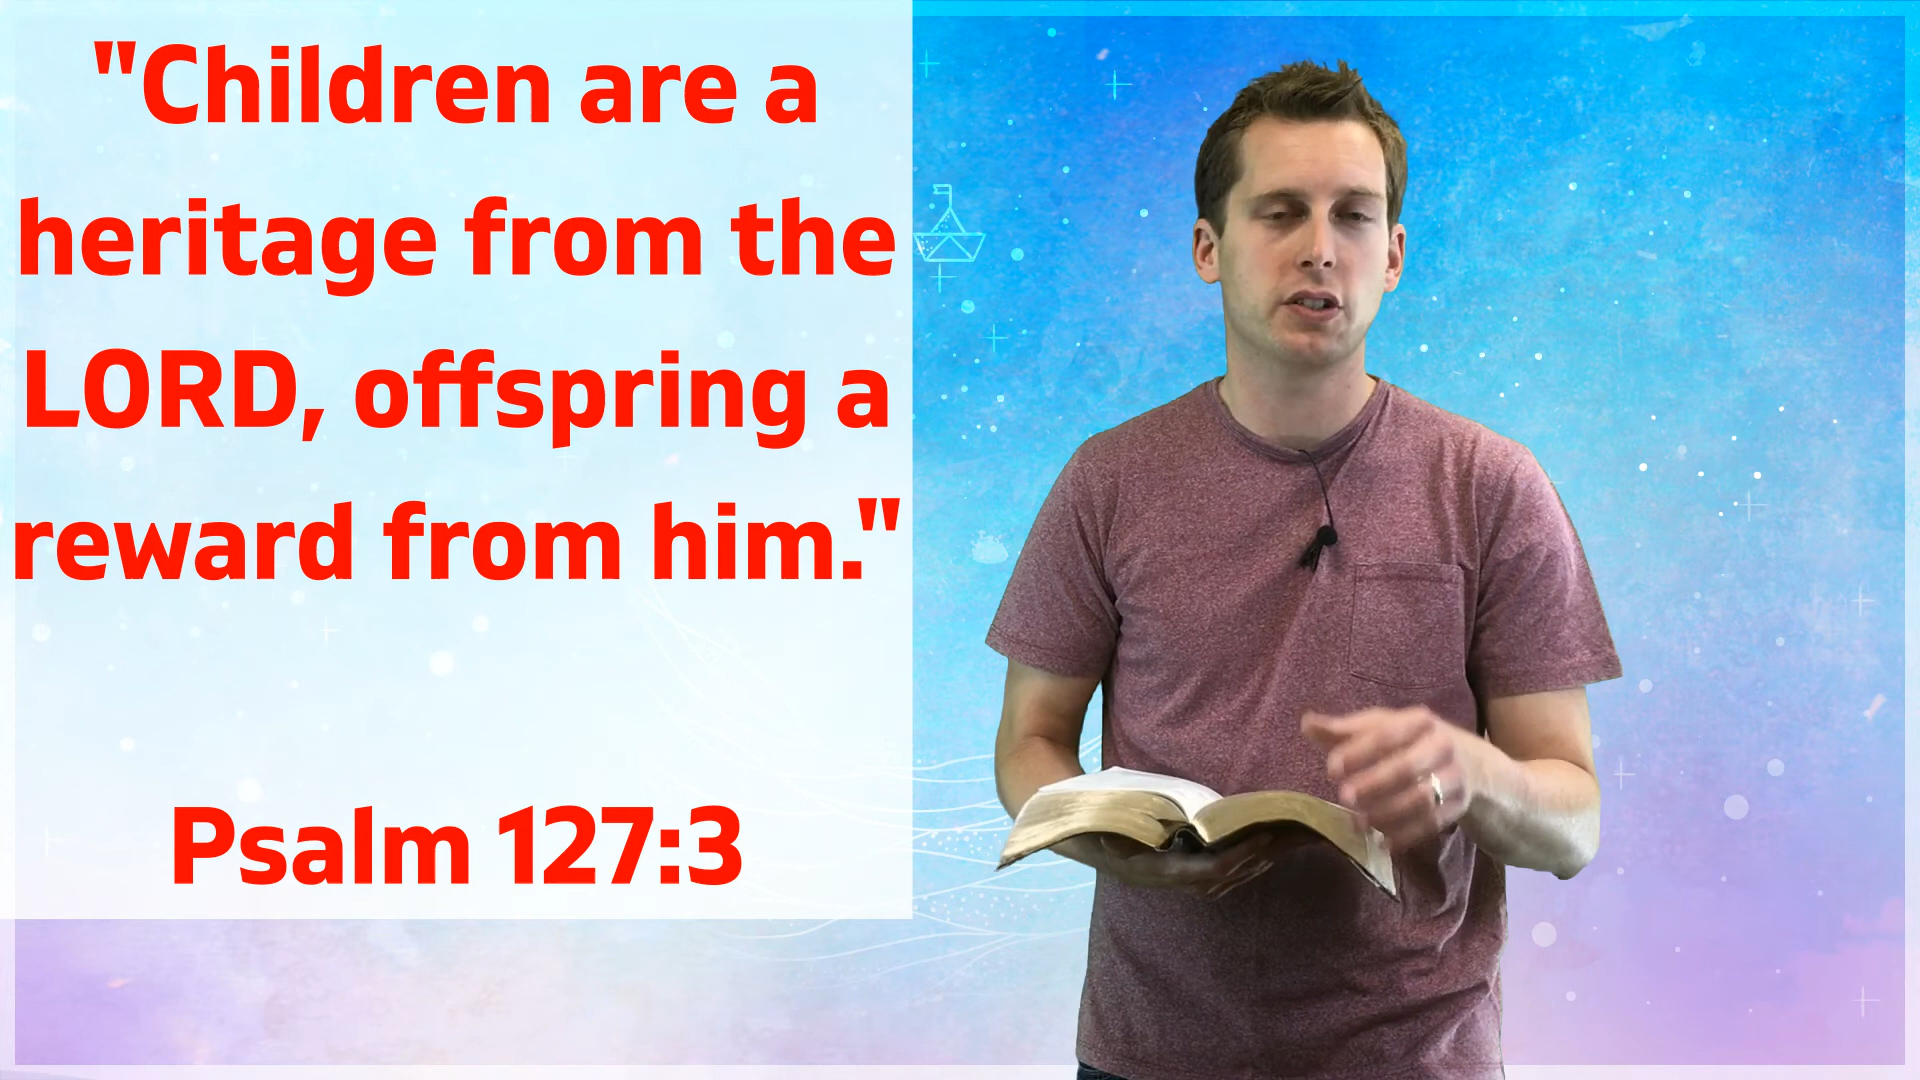 "Children are a
heritage from the
LORD, offspring a
reward from him."
Psalm 127:3